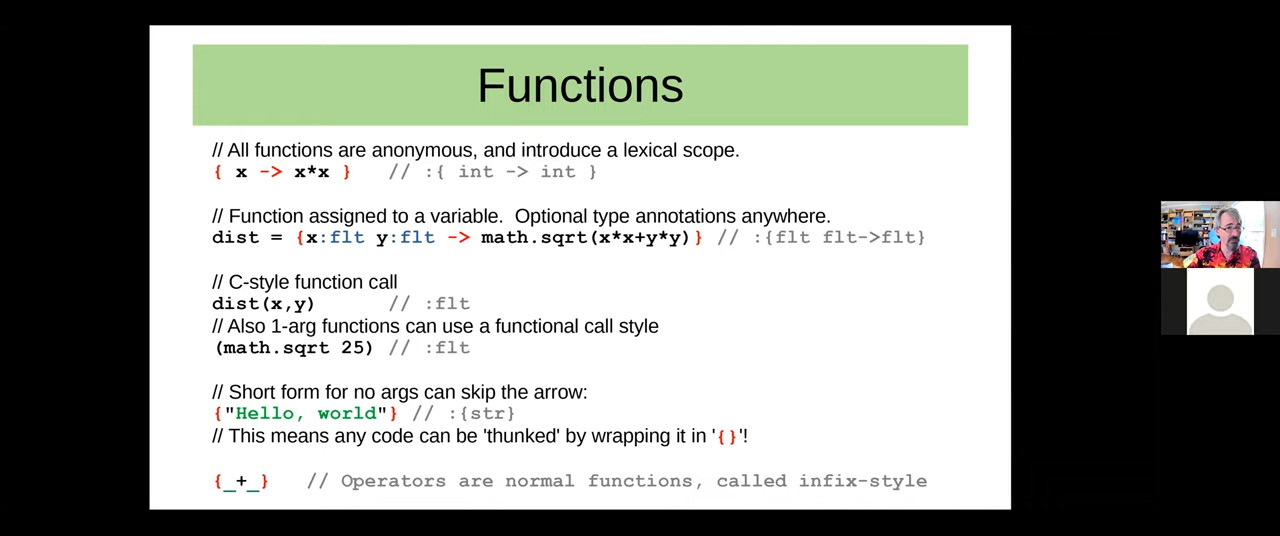 Functions
// All functions are anonymous, and introduce a lexical scope.
{ x -> x*x } // :{ int -> int }
// Function assigned to a variable. Optional type annotations anywhere.
dist = {x:flt y:flt -> math.sqrt(x*x+y*y)} // :{flt flt->flt}
// C-style function call
dist(x,y) // :flt
// Also 1-arg functions can use a functional call style
(math.sqrt 25) // :flt
// Short form for no args can skip the arrow:
{"Hello, world"} // :{str}
// This means any code can be 'thunked' by wrapping it in '{}'!
{_+_} // Operators are normal functions, called infix-style